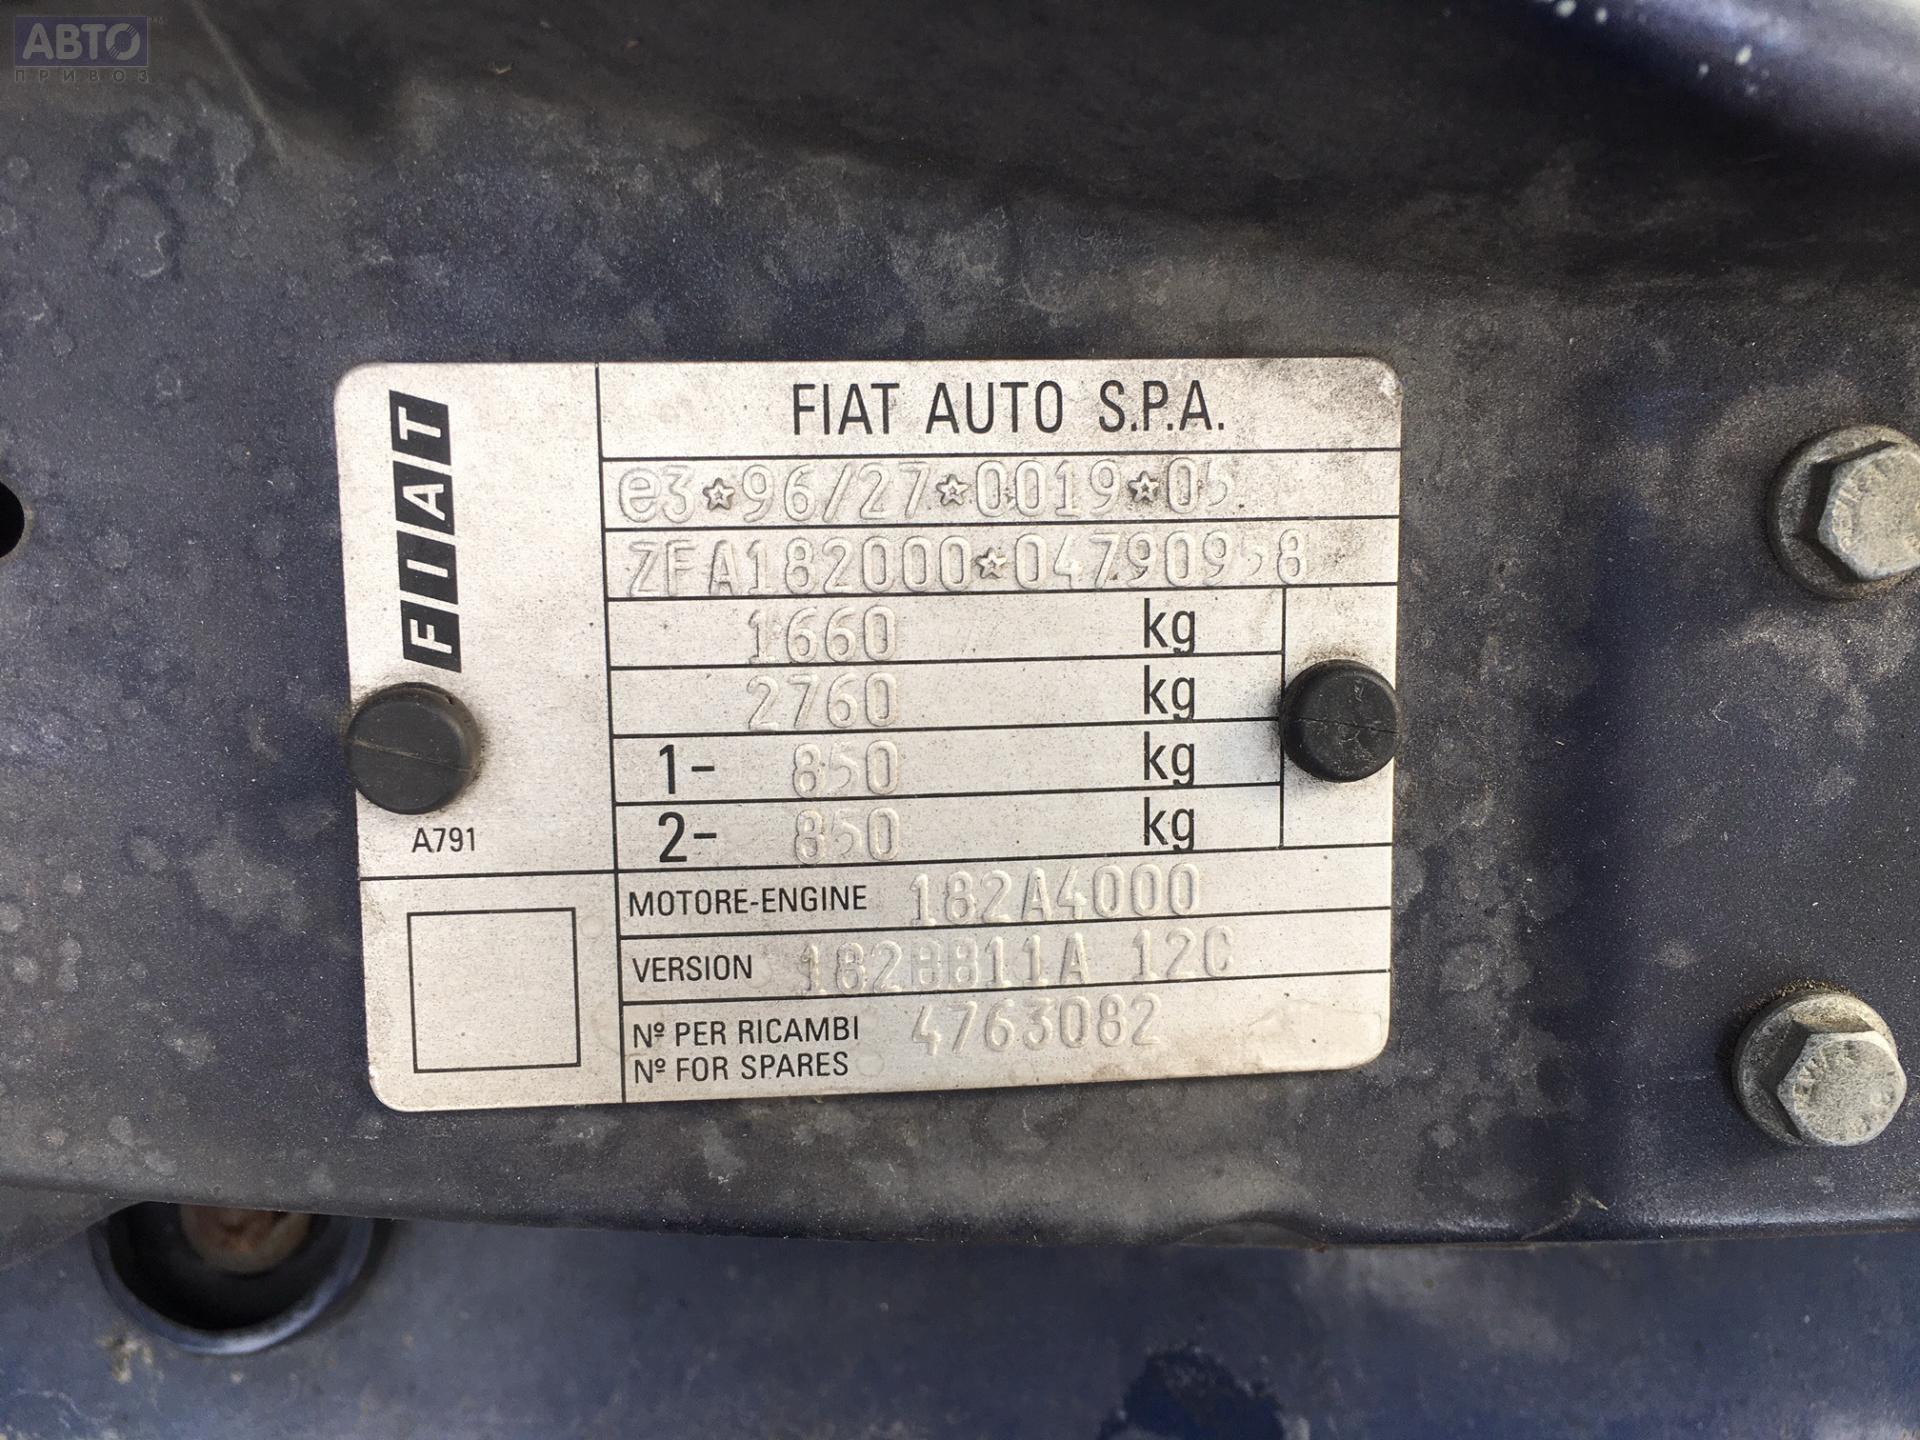 АВТО
ПРИВОЗ
FIAT
A791
FIAT AUTO S.P.A.
e3*96/27*0019*05
ZFA182000*04790958
1660 kg
2760 kg
1- 850 kg
2- 850 kg
MOTORE-ENGINE 182A4000
VERSION 182BB11A 12C
Nº PER RICAMBI 4763082
Nº FOR SPARES